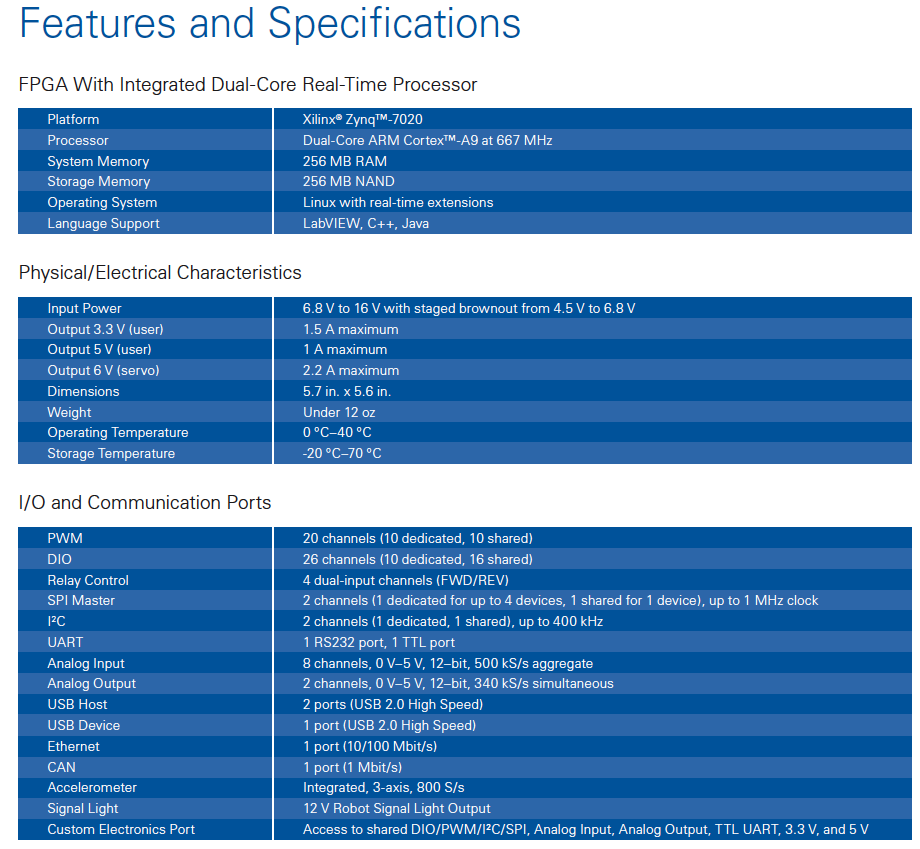 Features and Specifications
FPGA With Integrated Dual-Core Real-Time Processor
Platform Xilinx® Zynq™-7020
Processor Dual-Core ARM Cortex™-A9 at 667 MHz
System Memory 256 MB RAM
Storage Memory 256 MB NAND
Operating System Linux with real-time extensions
Language Support LabVIEW, C++, Java
Physical/Electrical Characteristics
Input Power 6.8 V to 16 V with staged brownout from 4.5 V to 6.8 V
Output 3.3 V (user) 1.5 A maximum
Output 5 V (user) 1 A maximum
Output 6 V (servo) 2.2 A maximum
Dimensions 5.7 in. x 5.6 in.
Weight Under 12 oz
Operating Temperature 0 °C–40 °C
Storage Temperature -20 °C–70 °C
I/O and Communication Ports
PWM 20 channels (10 dedicated, 10 shared)
DIO 26 channels (10 dedicated, 16 shared)
Relay Control 4 dual-input channels (FWD/REV)
SPI Master 2 channels (1 dedicated for up to 4 devices, 1 shared for 1 device), up to 1 MHz clock
I²C 2 channels (1 dedicated, 1 shared), up to 400 kHz
UART 1 RS232 port, 1 TTL port
Analog Input 8 channels, 0 V–5 V, 12–bit, 500 kS/s aggregate
Analog Output 2 channels, 0 V–5 V, 12–bit, 340 kS/s simultaneous
USB Host 2 ports (USB 2.0 High Speed)
USB Device 1 port (USB 2.0 High Speed)
Ethernet 1 port (10/100 Mbit/s)
CAN 1 port (1 Mbit/s)
Accelerometer Integrated, 3-axis, 800 S/s
Signal Light 12 V Robot Signal Light Output
Custom Electronics Port Access to shared DIO/PWM/I²C/SPI, Analog Input, Analog Output, TTL UART, 3.3 V, and 5 V